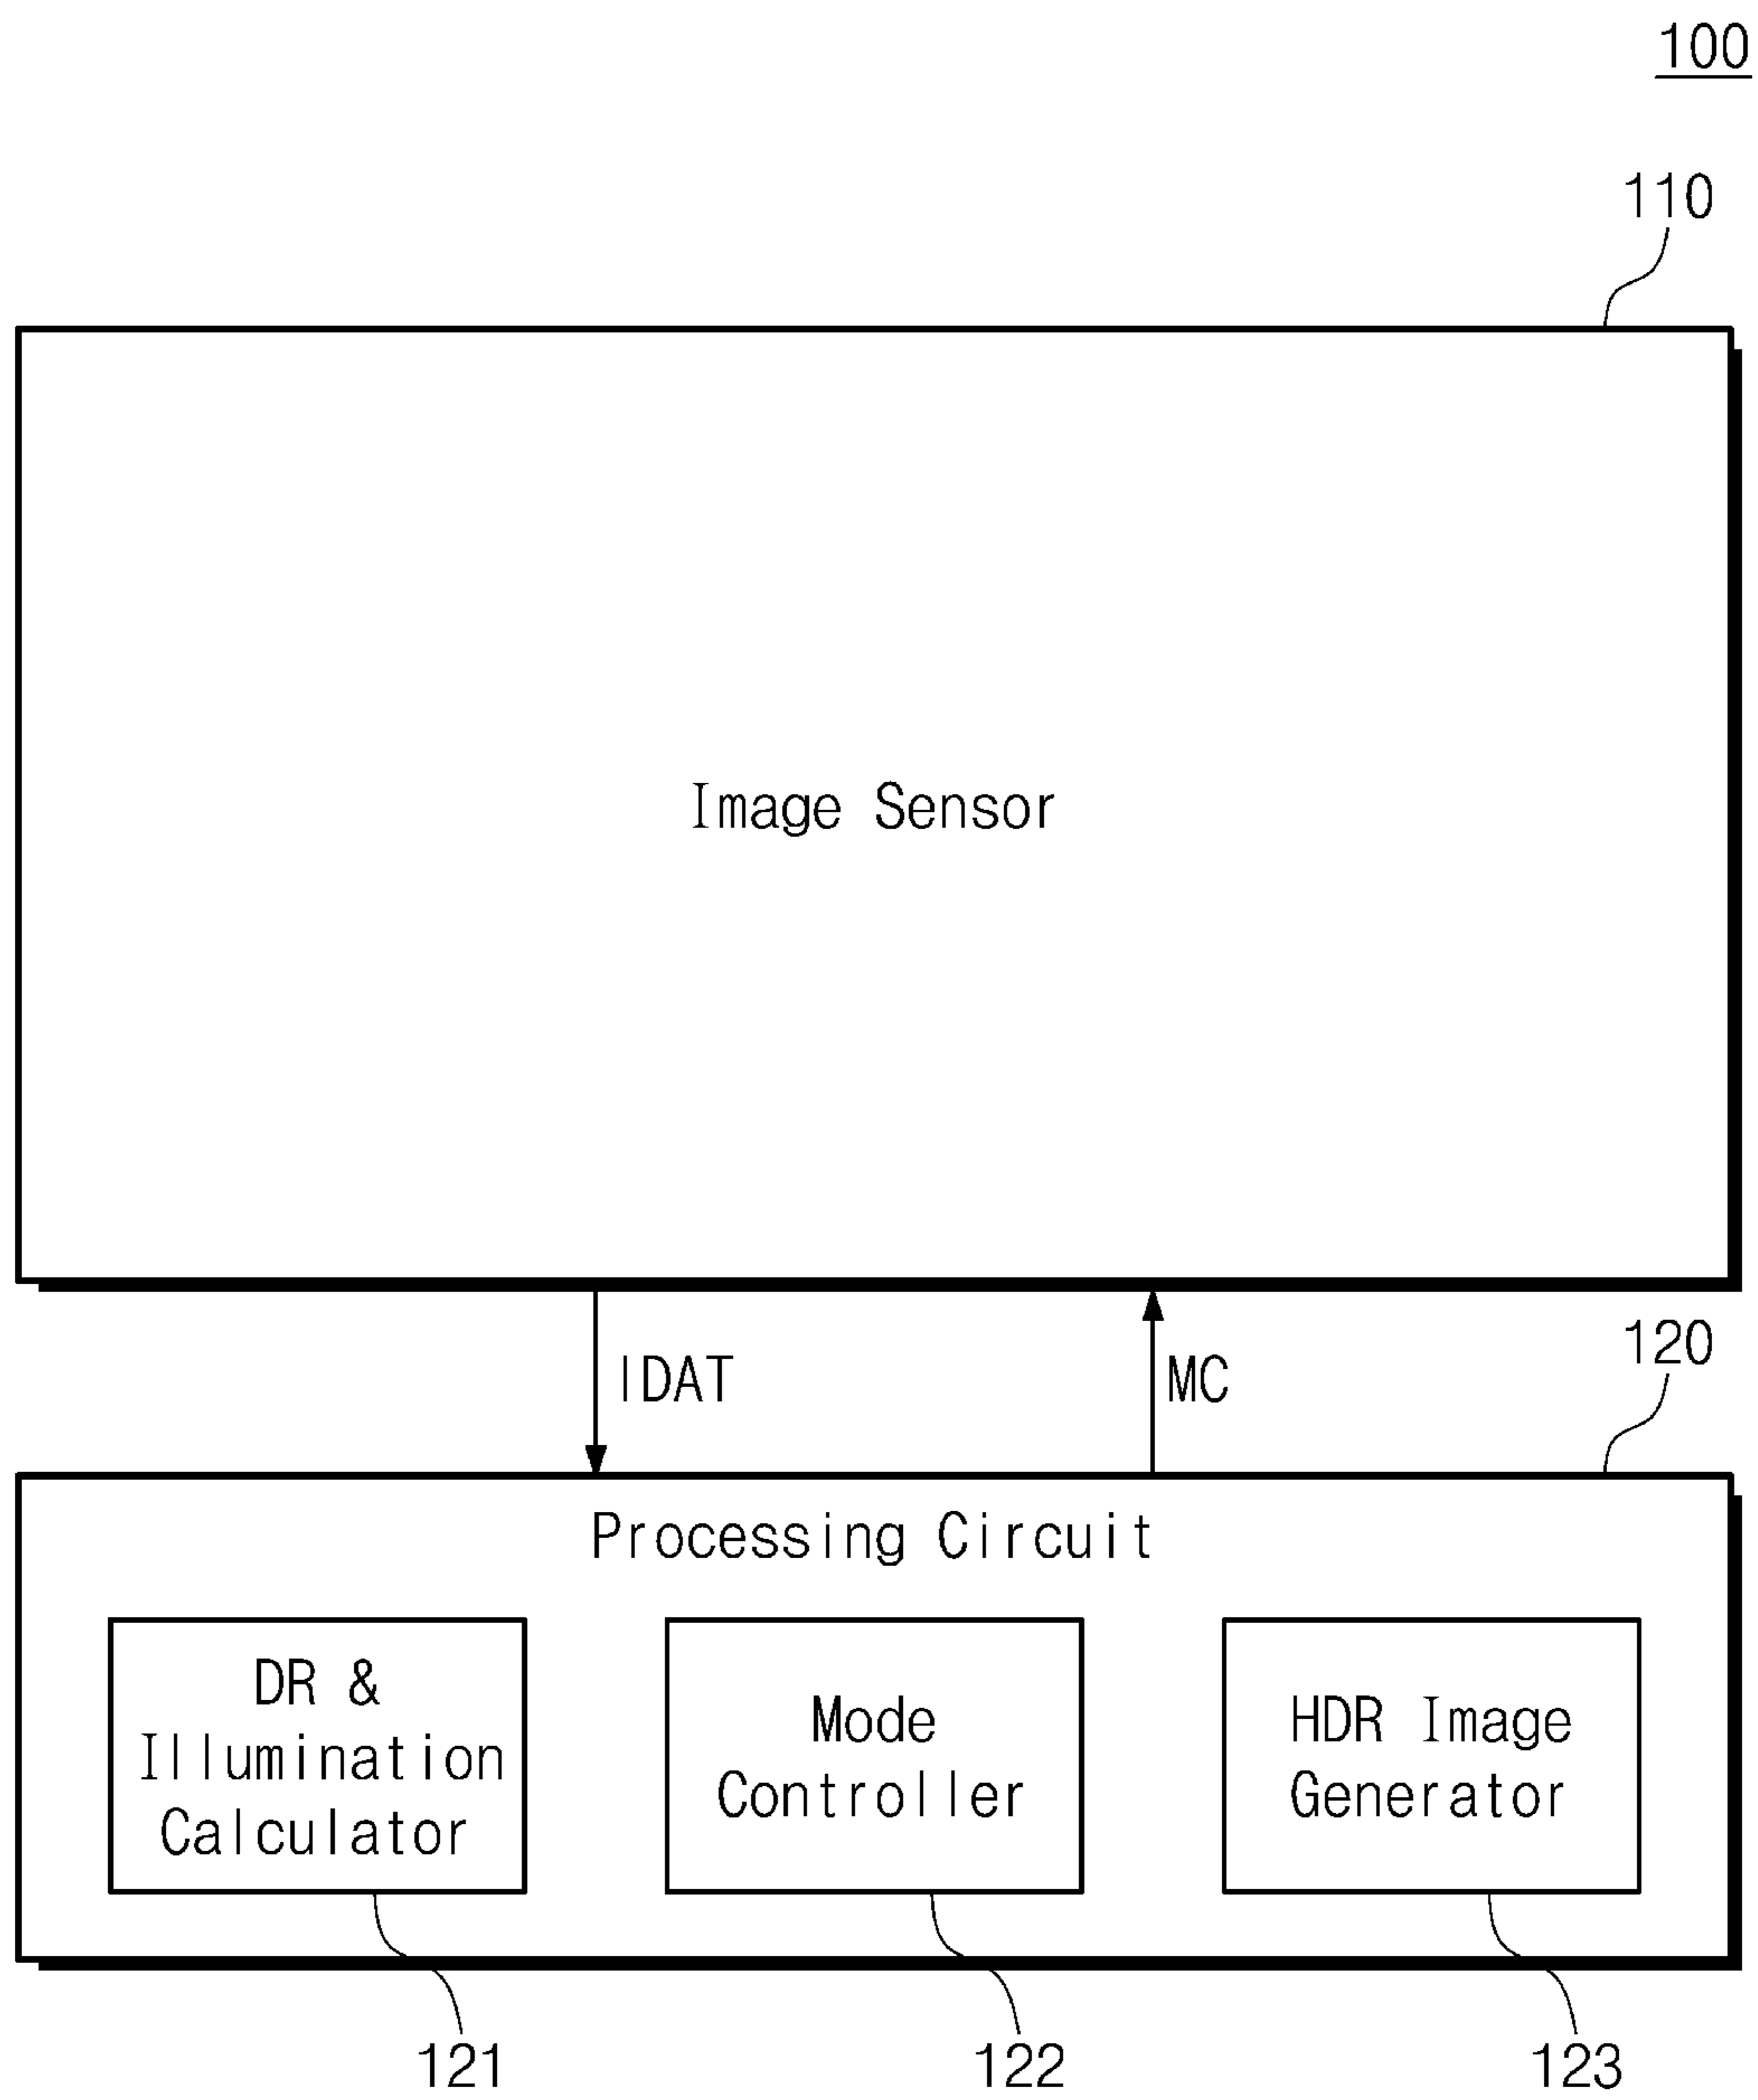 100
110
Image Sensor
IDAT
MC
120
Processing Circuit
DR &
Illumination
Calculator
Mode
Controller
HDR Image
Generator
121
122
123